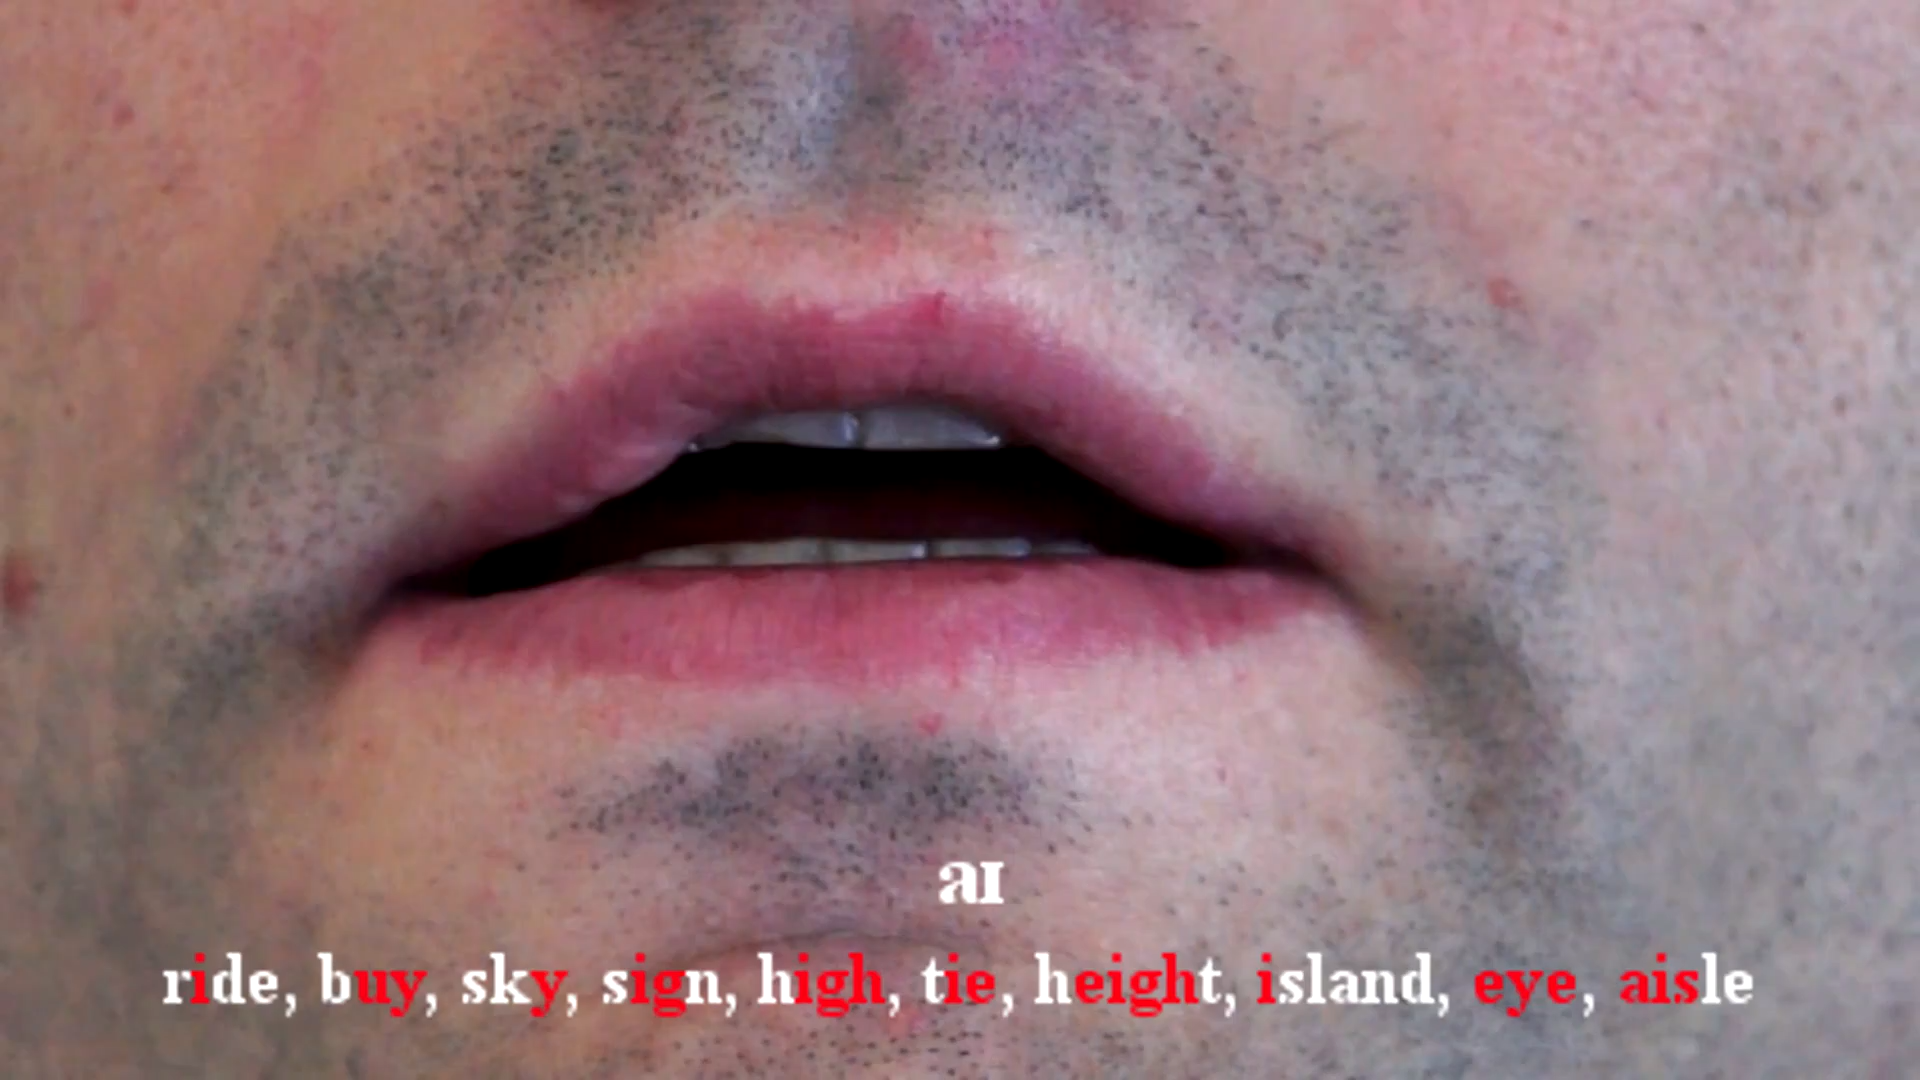 aɪ
ride, buy, sky, sign, high, tie, height, island, eye, aisle